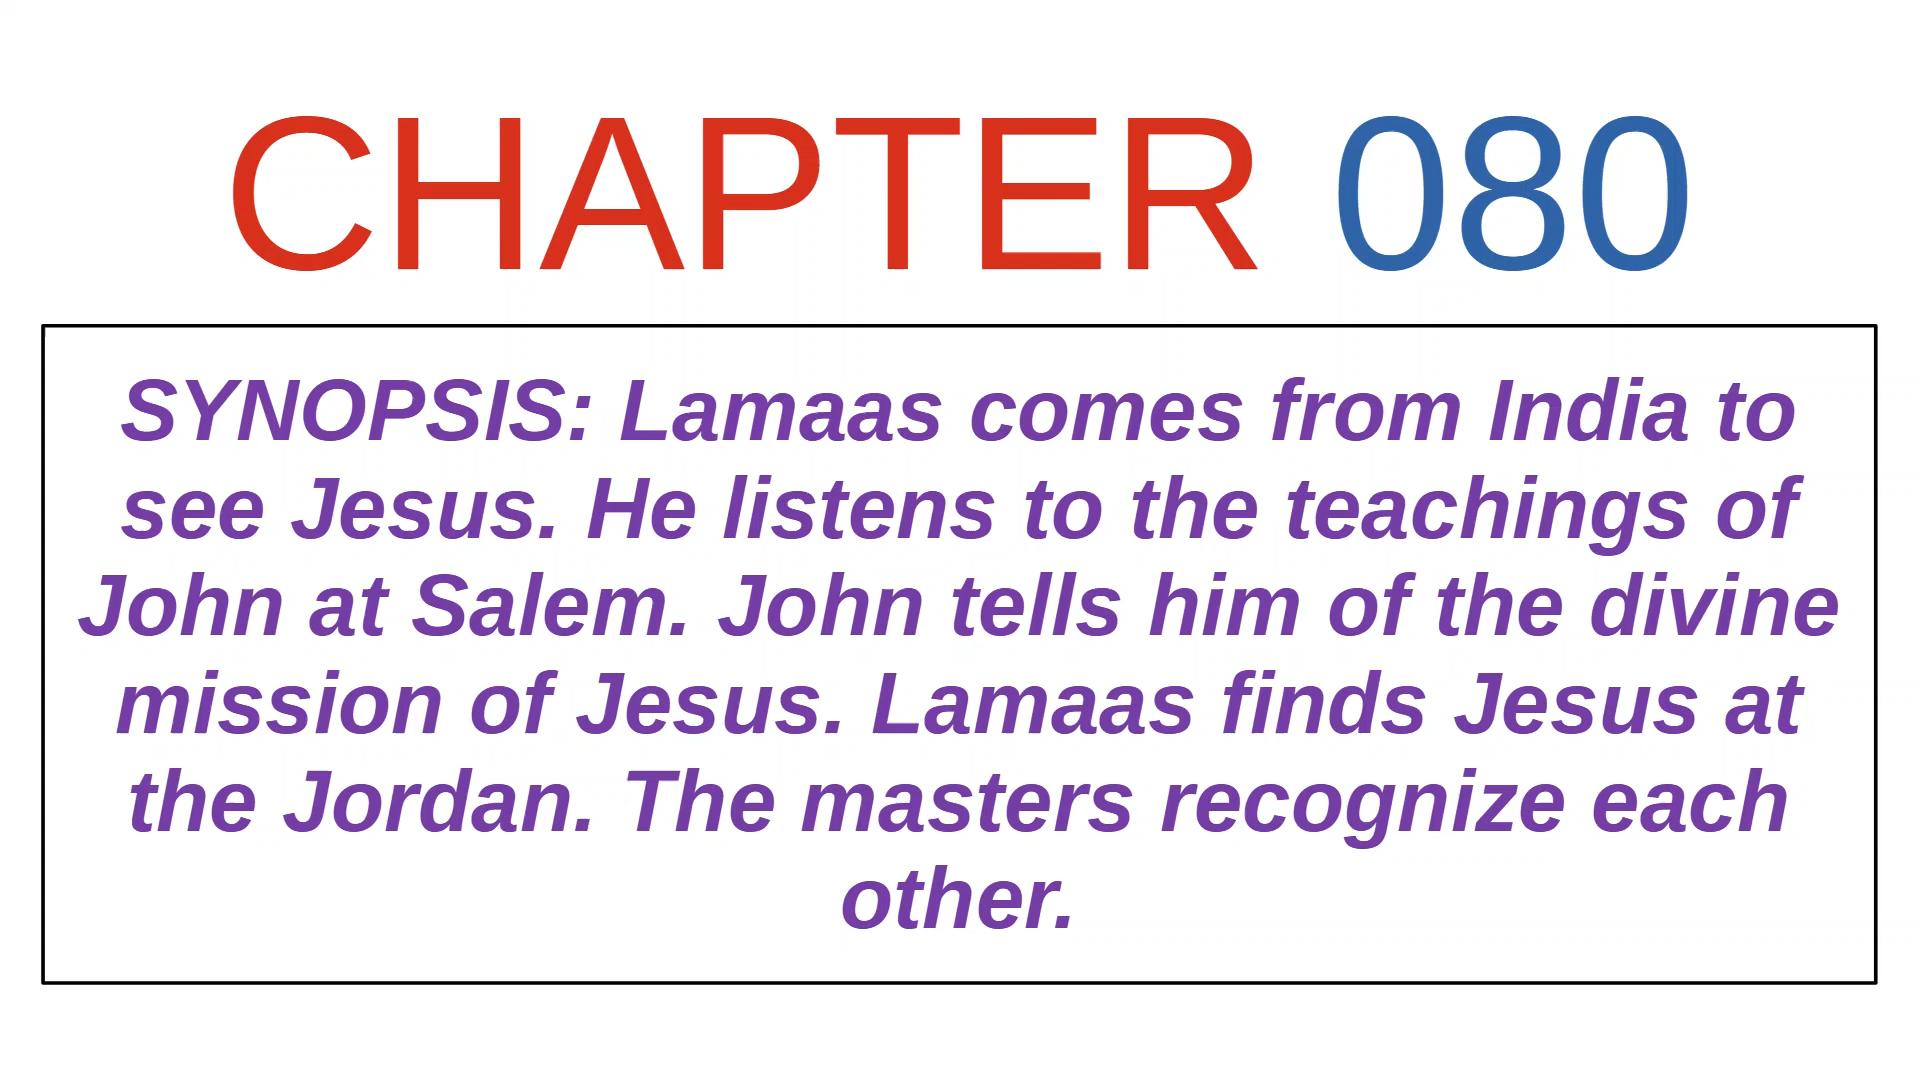 CHAPTER 080
SYNOPSIS: Lamaas comes from India to
see Jesus. He listens to the teachings of
John at Salem. John tells him of the divine
mission of Jesus. Lamaas finds Jesus at
the Jordan. The masters recognize each
other.